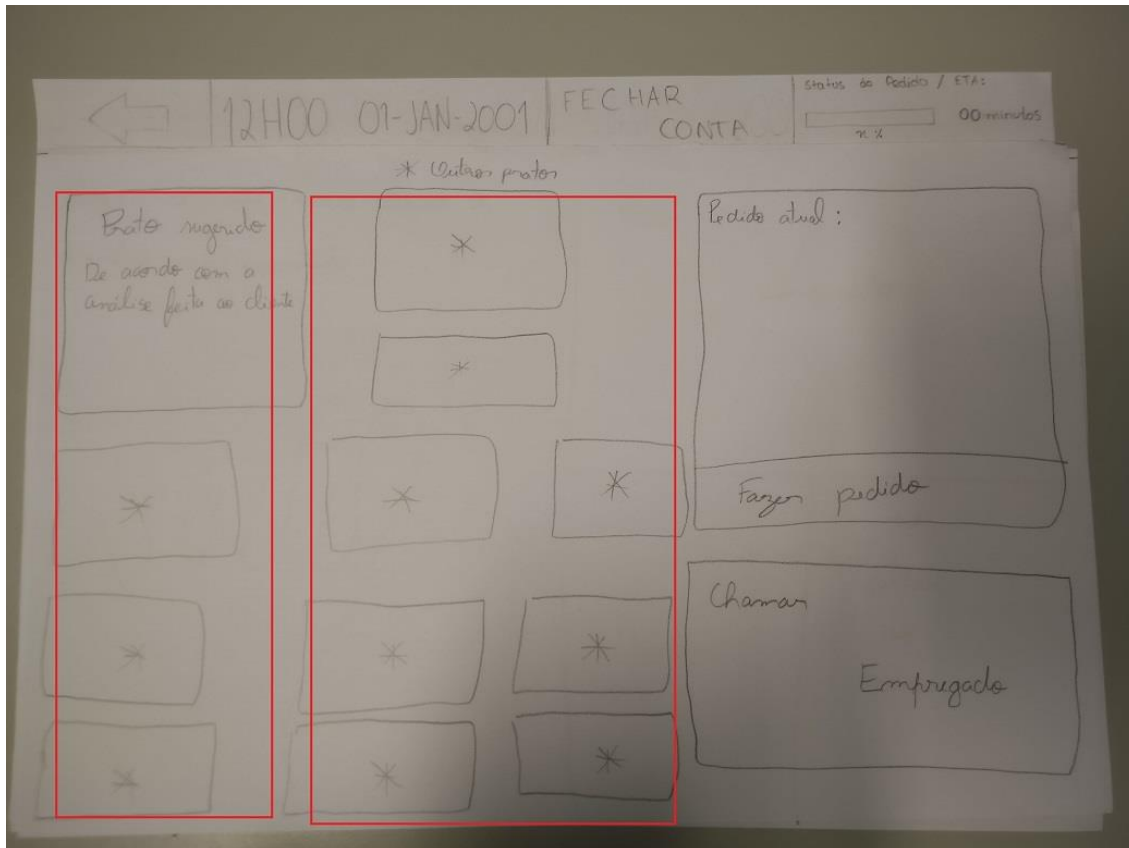 12H00 01-JAN-2001
FECHAR
CONTA
Status do Pedido / ETA:
n %
00 minutos
* Outros pratos
Prato sugerido
De acordo com a
análise feita ao cliente
*
*
*
*
*
*
*
*
*
*
*
Pedido atual :
Fazer pedido
Chamar
Empregado